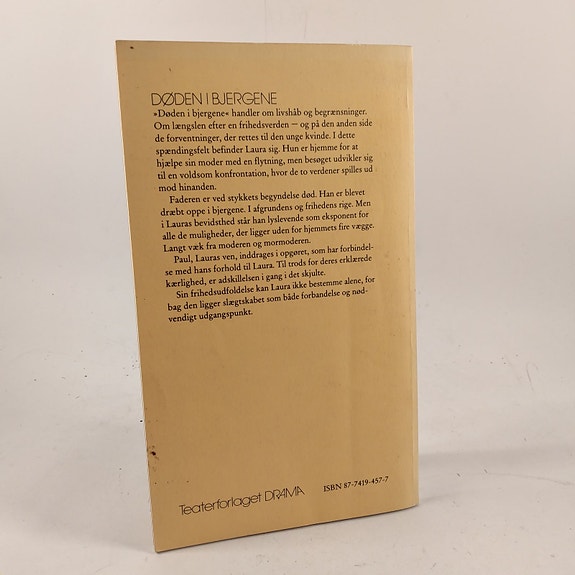 DØDEN I BJERGENE
»Døden i bjergene« handler om livshåb og begrænsninger.
Om længslen efter en frihedsverden — og på den anden side
de forventninger, der rettes til den unge kvinde. I dette
spændingsfelt befinder Laura sig. Hun er hjemme for at
hjælpe sin moder med en flytning, men besøget udvikler sig
til en voldsom konfrontation, hvor de to verdener spilles ud
mod hinanden.
Faderen er ved stykkets begyndelse død. Han er blevet
dræbt oppe i bjergene. I afgrundens og frihedens rige. Men
i Lauras bevidsthed står han lyslevende som eksponent for
alle de muligheder, der ligger uden for hjemmets fire vægge.
Langt væk fra moderen og mormoderen.
Paul, Lauras ven, inddrages i opgøret, som har forbindel-
se med hans forhold til Laura. Til trods for deres erklærede
kærlighed, er adskillelsen i gang i det skjulte.
Sin frihedsudfoldelse kan Laura ikke bestemme alene, for
bag den ligger slægtskabet som både forbandelse og nød-
vendigt udgangspunkt.
Teaterforlaget DRAMA
ISBN 87-7419-457-7